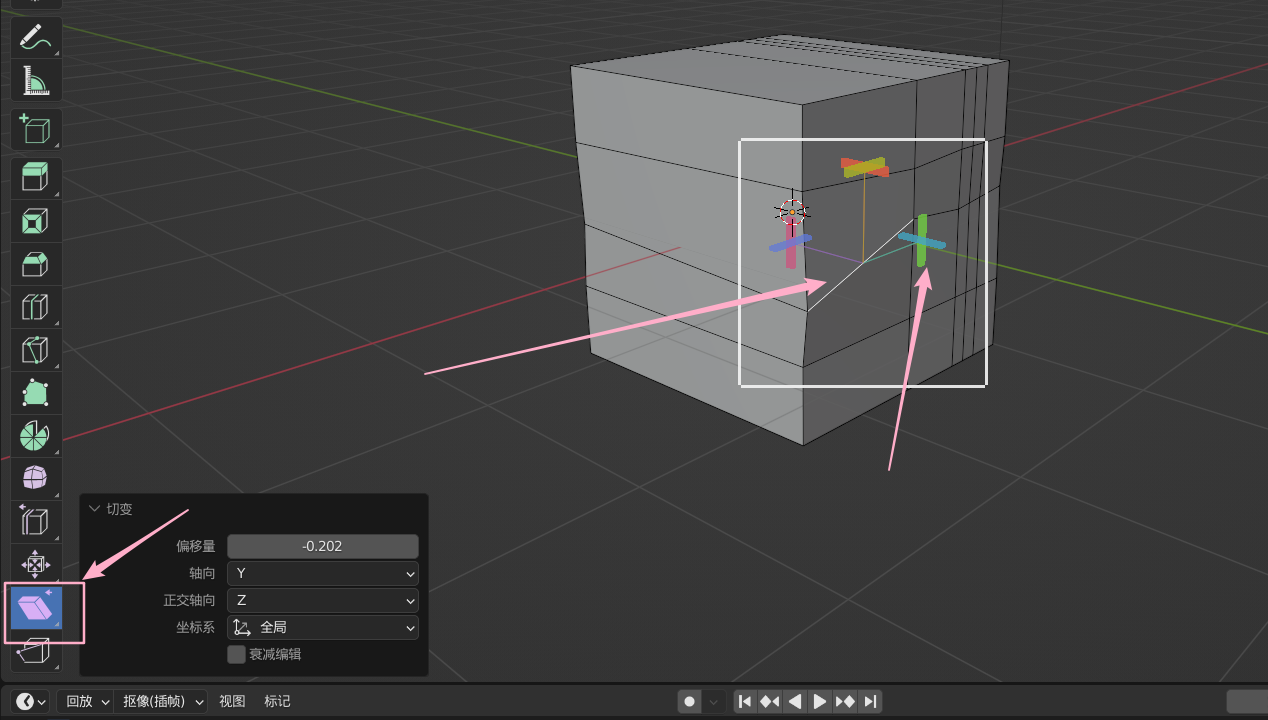 切变
偏移量 -0.202
轴向 Y
正交轴向 Z
坐标系 全局
衰减编辑
回放 抠像(插帧) 视图 标记